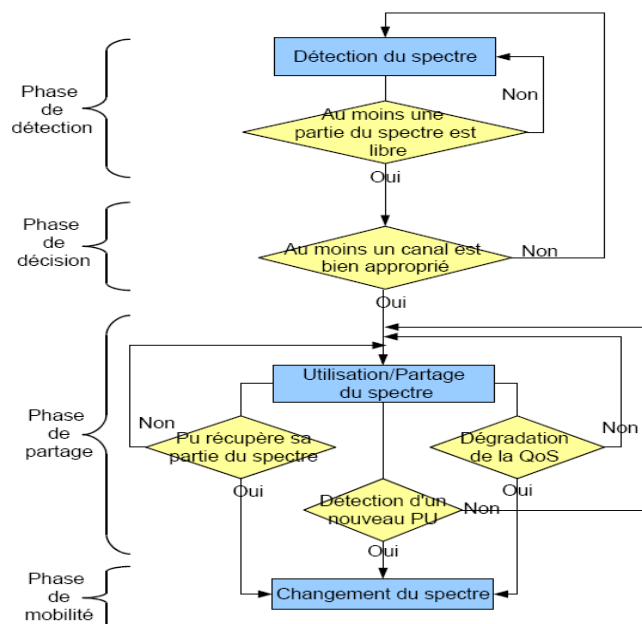 Détection du spectre
Non
Phase
de
détection
Au moins une
partie du spectre est
libre
Oui
Phase
de
décision
Au moins un canal est
bien approprié
Non
Oui
Utilisation/Partage
du spectre
Phase
de
partage
Non
Pu récupère sa
partie du spectre
Dégradation
de la QoS
Non
Oui
Oui
Détection d'un
nouveau PU
Non
Oui
Phase
de
mobilité
Changement du spectre